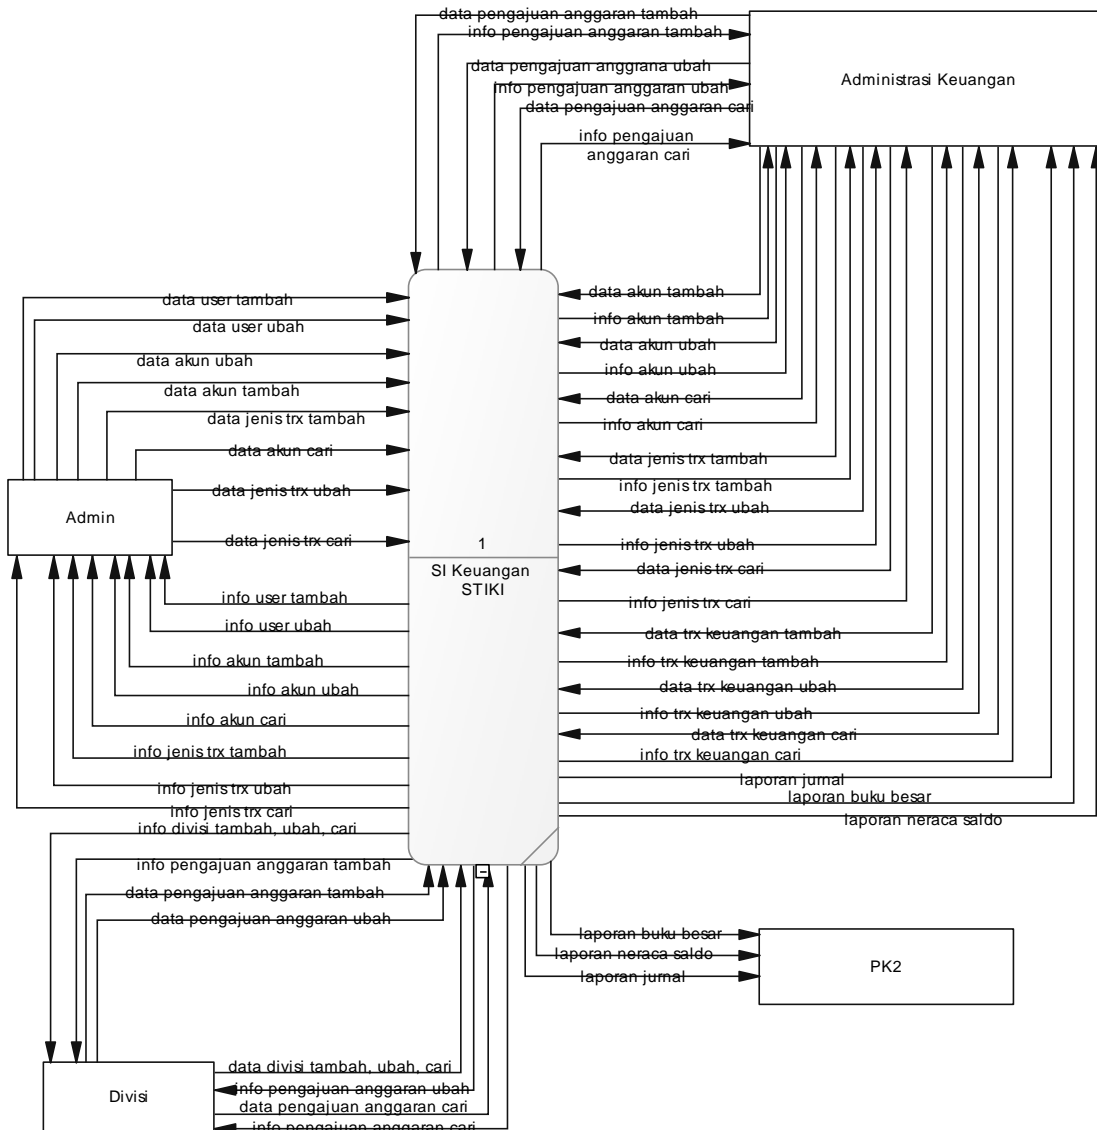 data pengajuan anggaran tambah
info pengajuan anggaran tambah
data pengajuan anggrana ubah
info pengajuan anggaran ubah
data pengajuan anggaran cari
info pengajuan
anggaran cari
Administrasi Keuangan
data user tambah
data user ubah
data akun ubah
data akun tambah
data jenis trx tambah
data akun cari
data jenis trx ubah
data jenis trx cari
Admin
info user tambah
info user ubah
info akun tambah
info akun ubah
info akun cari
info jenis trx tambah
info jenis trx ubah
info jenis trx cari
info divisi tambah, ubah, cari
info pengajuan anggaran tambah
data pengajuan anggaran tambah
data pengajuan anggaran ubah
1
SI Keuangan
STIKI
data akun tambah
info akun tambah
data akun ubah
info akun ubah
data akun cari
info akun cari
data jenis trx tambah
info jenis trx tambah
data jenis trx ubah
info jenis trx ubah
data jenis trx cari
info jenis trx cari
data trx keuangan tambah
info trx keuangan tambah
data trx keuangan ubah
info trx keuangan ubah
data trx keuangan cari
info trx keuangan cari
laporan jurnal
laporan buku besar
laporan neraca saldo
laporan buku besar
laporan neraca saldo
laporan jurnal
PK2
data divisi tambah, ubah, cari
info pengajuan anggaran ubah
data pengajuan anggaran cari
info pengajuan anggaran cari
Divisi